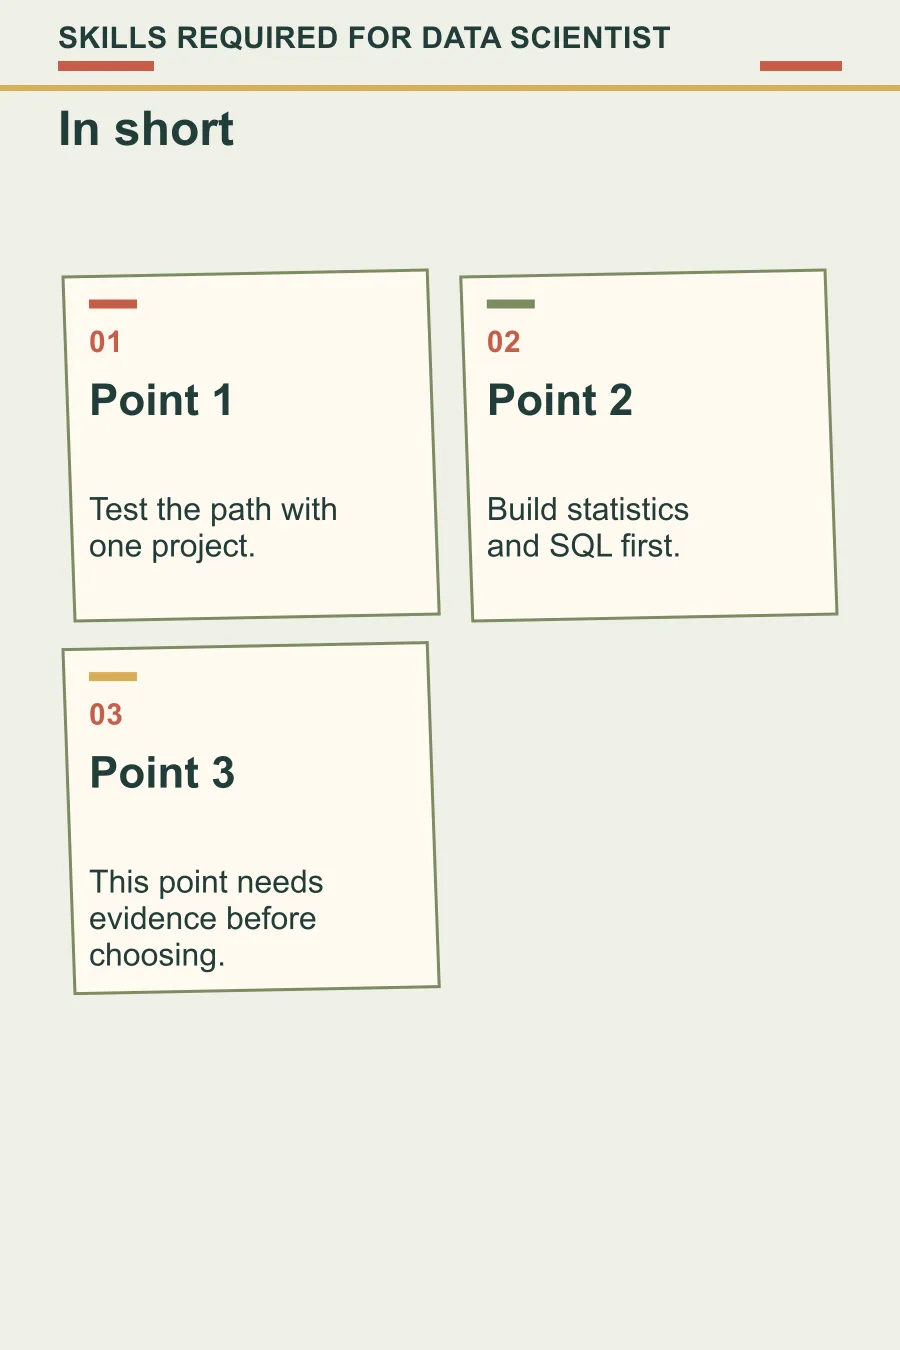 SKILLS REQUIRED FOR DATA SCIENTIST
In short
01
Point 1
Test the path with
one project.
02
Point 2
Build statistics
and SQL first.
03
Point 3
This point needs
evidence before
choosing.